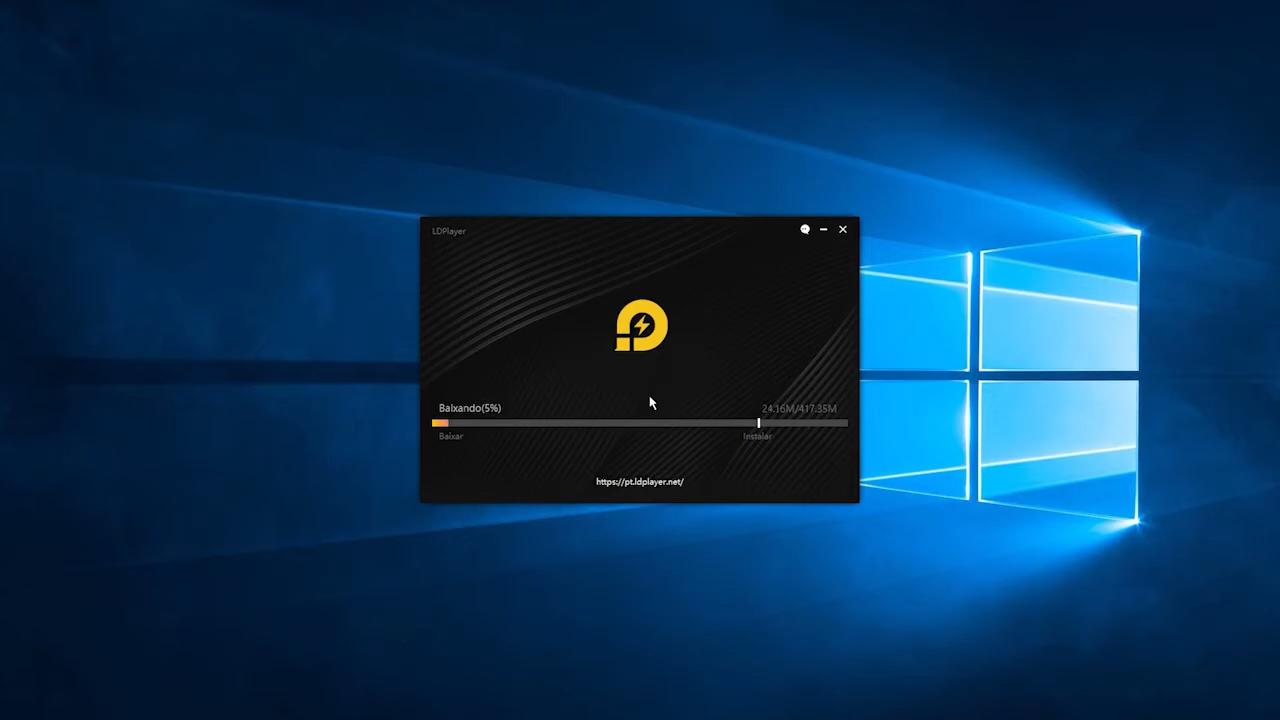 LDPlayer
Baixando(5%)
24.16M/417.35M
Baixar
Instalar
https://pt.ldplayer.net/